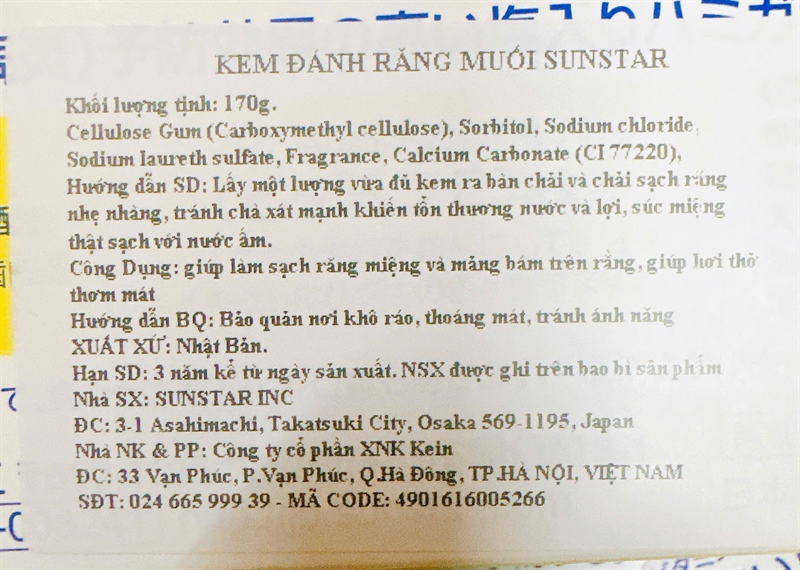 KEM ĐÁNH RĂNG MUỐI SUNSTAR
Khối lượng tịnh: 170g.
Cellulose Gum (Carboxymethyl cellulose), Sorbitol, Sodium chloride,
Sodium laureth sulfate, Fragrance, Calcium Carbonate (CI 77220),
Hướng dẫn SD: Lấy một lượng vừa đủ kem ra bàn chải và chải sạch răng
nhẹ nhàng, tránh chà xát mạnh khiến tổn thương nước và lợi, súc miệng
thật sạch với nước ấm.
Công Dụng: giúp làm sạch răng miệng và mảng bám trên rằng, giúp hơi thở
thơm mát
Hướng dẫn BQ: Bảo quản nơi khô ráo, thoáng mát, tránh ánh năng
XUẤT XỨ: Nhật Bản.
Hạn SD: 3 năm kể từ ngày sản xuất. NSX được ghi trên bao bì sản phẩm
Nhà SX: SUNSTAR INC
ĐC: 3-1 Asahimachi, Takatsuki City, Osaka 569-1195, Japan
Nhà NK & PP: Công ty cổ phần XNK Kein
ĐC: 33 Vạn Phúc, P.Vạn Phúc, Q.Hà Đông, TP.HÀ NỘI, VIỆT NAM
SĐT: 024 665 999 39 - MÃ CODE: 4901616005266